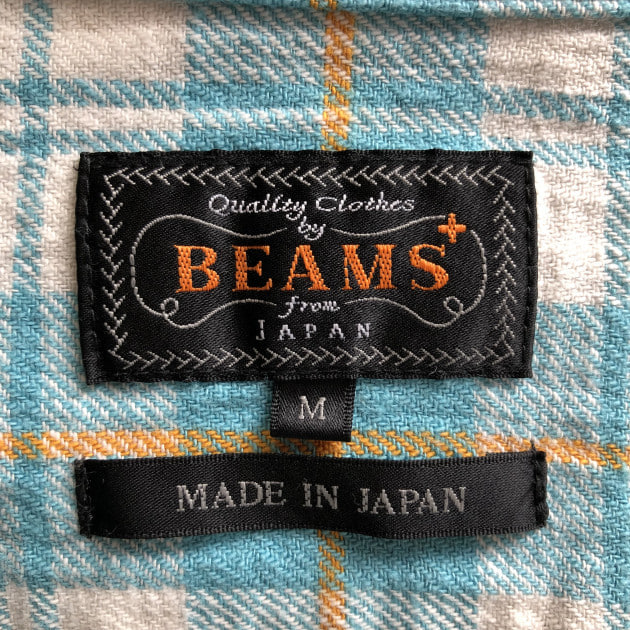 Quality Clothes
by
BEAMS+
from
JAPAN
M
MADE IN JAPAN